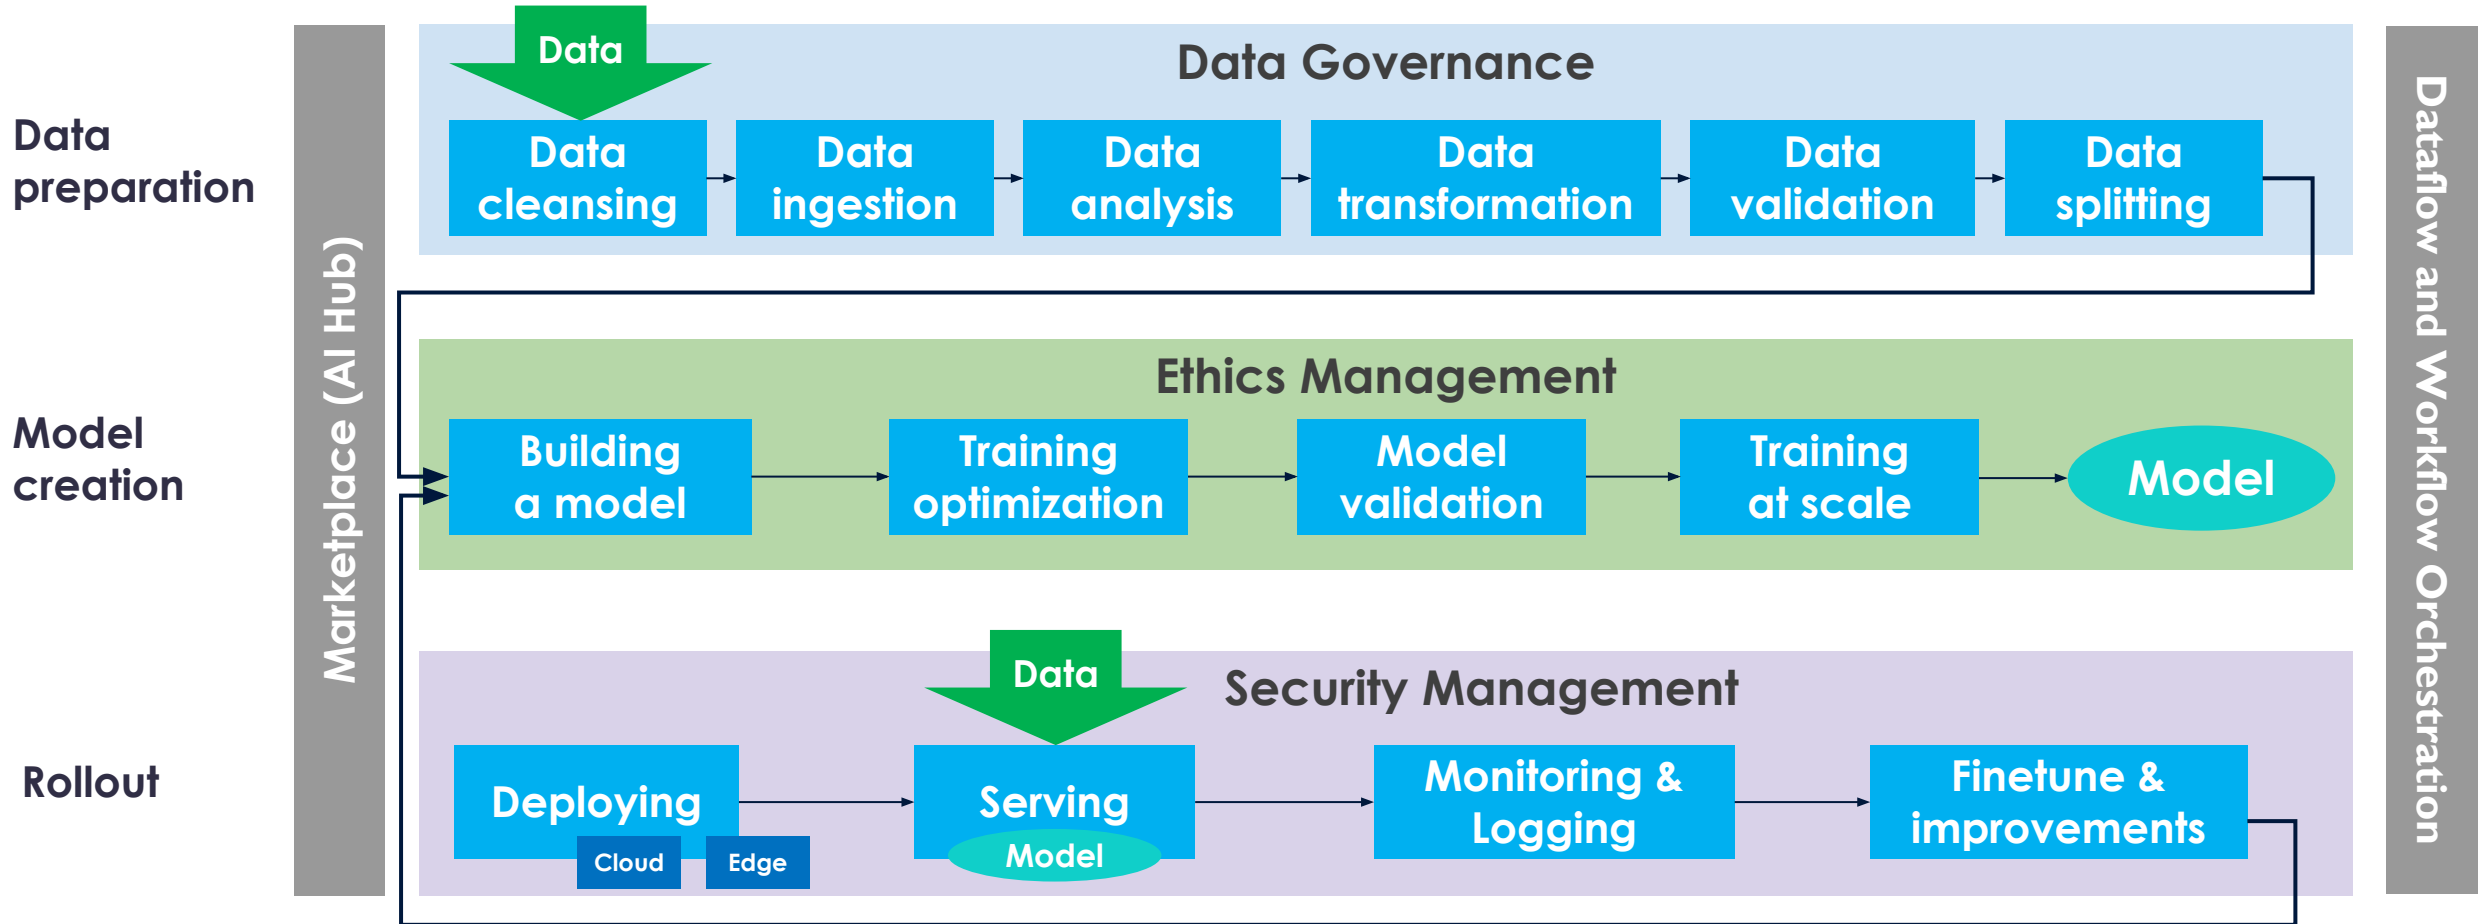 Data
Data Governance
Data
preparation
Data
cleansing
Data
ingestion
Data
analysis
Data
transformation
Data
validation
Data
splitting
Marketplace (AI Hub)
Dataflow and Workflow Orchestration
Ethics Management
Model
creation
Building
a model
Training
optimization
Model
validation
Training
at scale
Model
Data
Security Management
Rollout
Deploying
Cloud
Edge
Serving
Model
Monitoring &
Logging
Finetune &
improvements